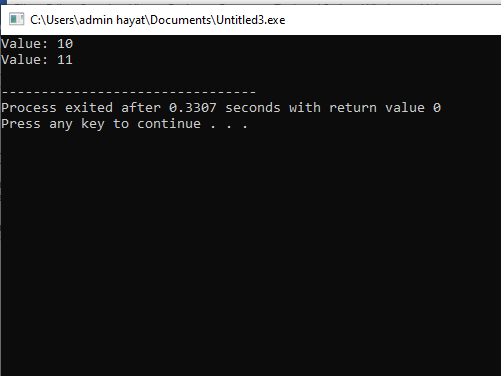 C:\Users\admin hayat\Documents\Untitled3.exe
Value: 10
Value: 11
--------------------------------
Process exited after 0.3307 seconds with return value 0
Press any key to continue . . .